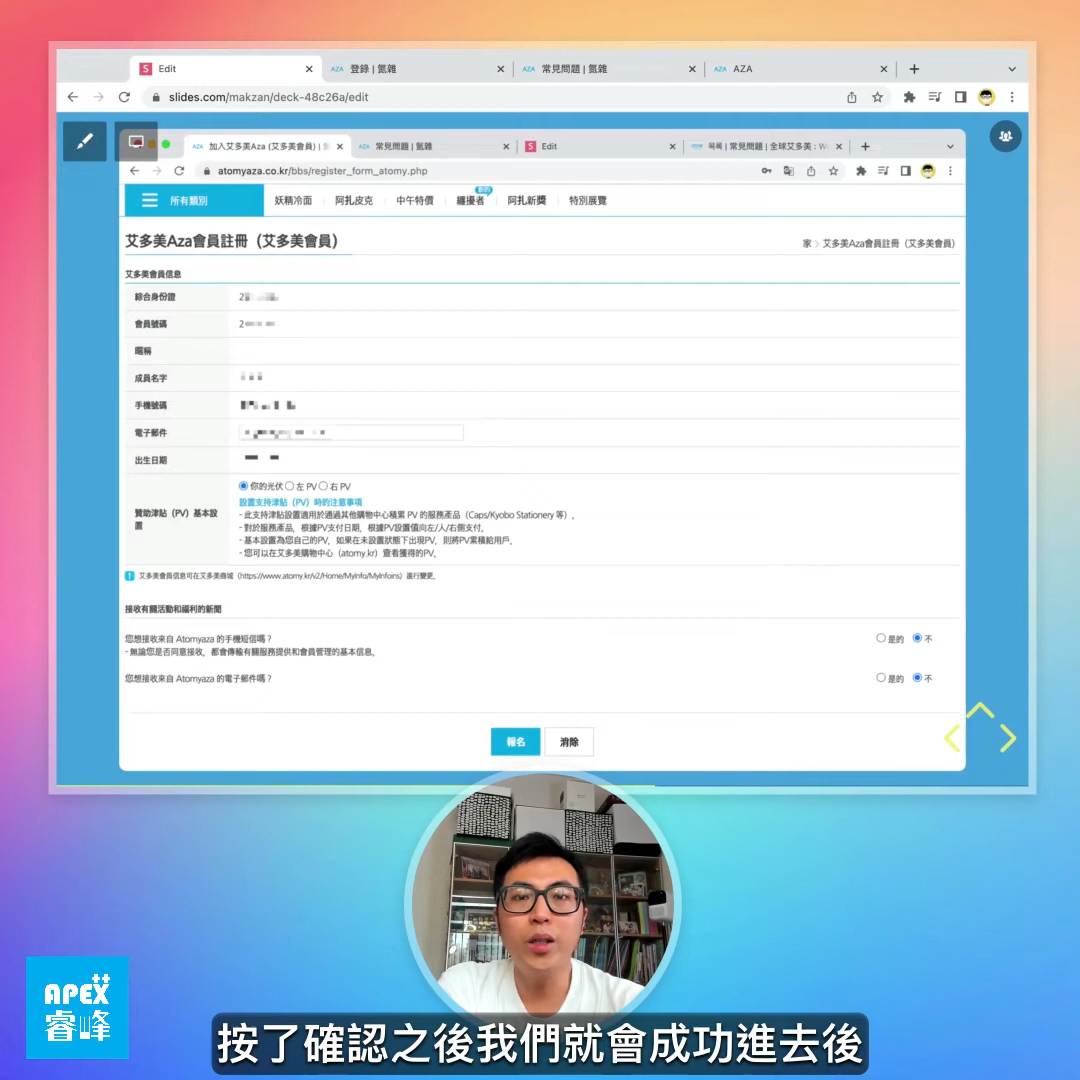 Edit
AZA 登錄 | 氮雜
AZA 常見問題 | 氮雜
AZA AZA
slides.com/makzan/deck-48c26a/edit
AZA 加入艾多美Aza (艾多美會員) |
AZA 常見問題 | 氮雜
S Edit
목록 | 常見問題 | 全球艾多美 : W
atomyaza.co.kr/bbs/register_form_atomy.php
所有類別
妖精冷面
阿扎皮克
中午特價
纏擾者
阿扎新獎
特別展覽
艾多美Aza會員註冊（艾多美會員）
家 > 艾多美Aza會員註冊（艾多美會員）
艾多美會員信息
綜合身份證 2
會員號碼 2
暱稱
成員名字
手機號碼
電子郵件
出生日期
贊助津貼（PV）基本設置
你的光伏 左 PV 右 PV
設置支持津貼（PV）時的注意事項
- 此支持津貼設置適用於通過其他購物中心積累 PV 的服務產品（Caps/Kyobo Stationery 等）。
- 對於服務產品，根據PV支付日期，根據PV設置值向左/人/右側支付。
- 基本設置為您自己的PV，如果在未設置狀態下出現PV，則將PV累積給用戶。
- 您可以在艾多美購物中心（atomy.kr）查看獲得的PV。
艾多美會員信息可在艾多美商城（https://www.atomy.kr/v2/Home/MyInfo/MyInfoins）進行變更。
接收有關活動和福利的新聞
您想接收來自 Atomyaza 的手機短信嗎？
是的 不
- 無論您是否同意接收，都會傳輸有關服務提供和會員管理的基本信息。
您想接收來自 Atomyaza 的電子郵件嗎？
是的 不
報名 消除
APEX
睿峰
按了確認之後我們就會成功進去後